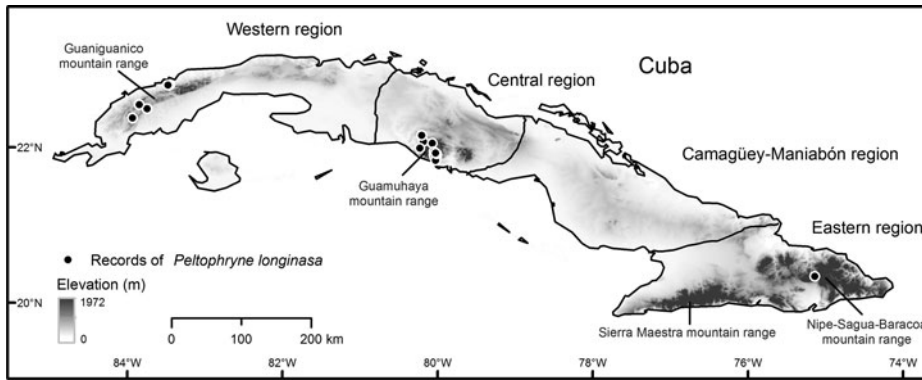 Western region
Guaniguanico
mountain range
Cuba
Central region
22°N
Camagüey-Maniabón region
Guamuhaya
mountain range
Eastern region
Records of Peltophryne longinasa
Elevation (m)
1972
0
20°N
0 100 200 km
Sierra Maestra mountain range
Nipe-Sagua-Baracoa
mountain range
84°W 82°W 80°W 78°W 76°W 74°W